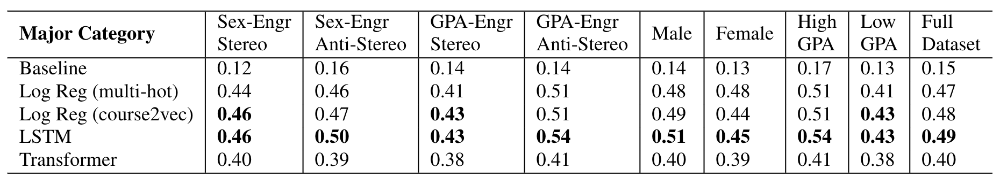 Major Category Sex-Engr Stereo Sex-Engr Anti-Stereo GPA-Engr Stereo GPA-Engr Anti-Stereo Male Female High GPA Low GPA Full Dataset
Baseline 0.12 0.16 0.14 0.14 0.14 0.13 0.17 0.13 0.15
Log Reg (multi-hot) 0.44 0.46 0.41 0.51 0.48 0.48 0.51 0.41 0.47
Log Reg (course2vec) 0.46 0.47 0.43 0.51 0.49 0.44 0.51 0.43 0.48
LSTM 0.46 0.50 0.43 0.54 0.51 0.45 0.54 0.43 0.49
Transformer 0.40 0.39 0.38 0.41 0.40 0.39 0.41 0.38 0.40